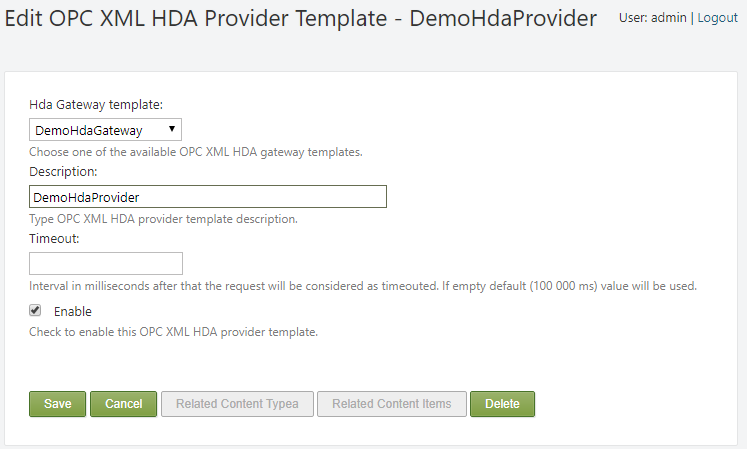 Edit OPC XML HDA Provider Template - DemoHdaProvider
User: admin | Logout
Hda Gateway template:
DemoHdaGateway
Choose one of the available OPC XML HDA gateway templates.
Description:
DemoHdaProvider
Type OPC XML HDA provider template description.
Timeout:
Interval in milliseconds after that the request will be considered as timeouted. If empty default (100 000 ms) value will be used.
Enable
Check to enable this OPC XML HDA provider template.
Save Cancel Related Content Typea Related Content Items Delete